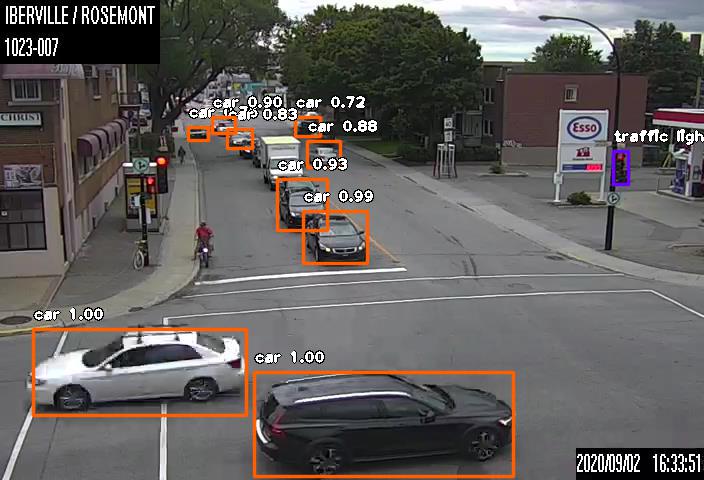 IBERVILLE / ROSEMONT
1023-007
car 0.90
car 0.72
car 0.83
car 0.88
CHRIST
Esso
traffic ligh
car 0.93
car 0.99
car 1.00
car 1.00
2020/09/02 16:33:51